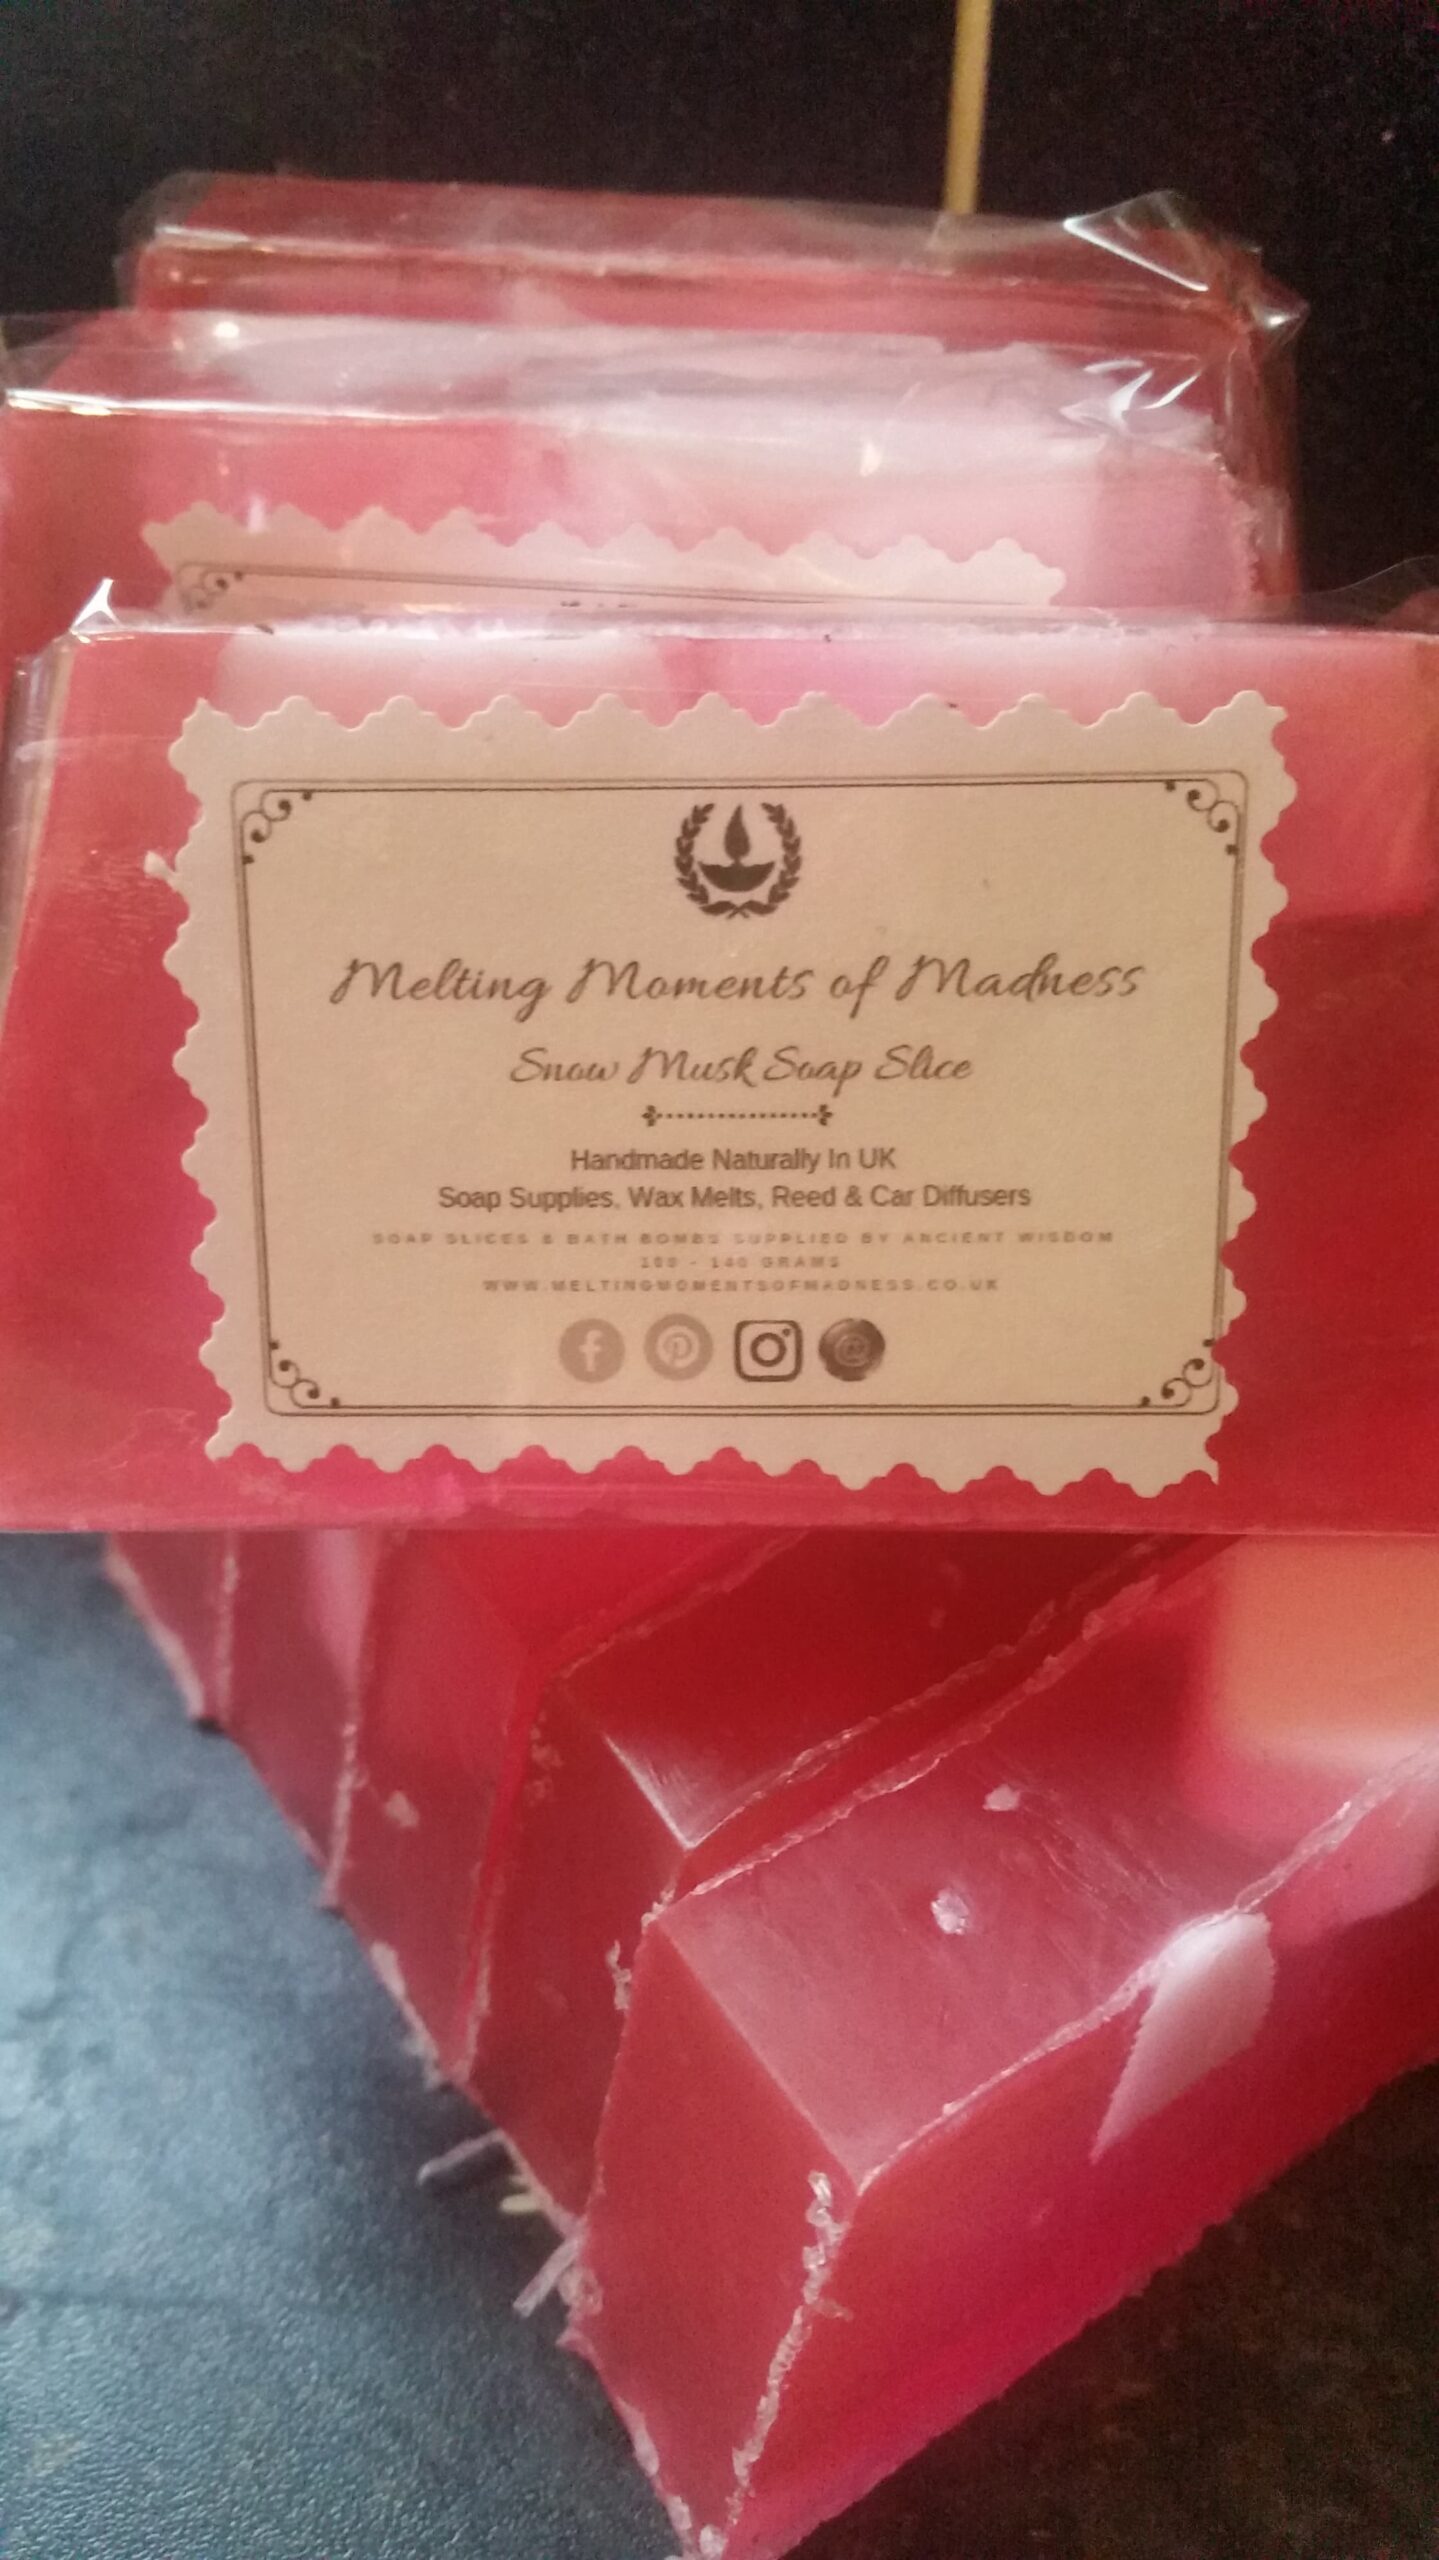 Melting Moments of Madness
Snow Musk Soap Slice
Handmade Naturally In UK
Soap Supplies, Wax Melts, Reed & Car Diffusers
SOAP SLICES & BATH BOMBS SUPPLIED BY ANCIENT WISDOM
100 - 140 GRAMS
WWW.MELTINGMOMENTSOFMADNESS.CO.UK